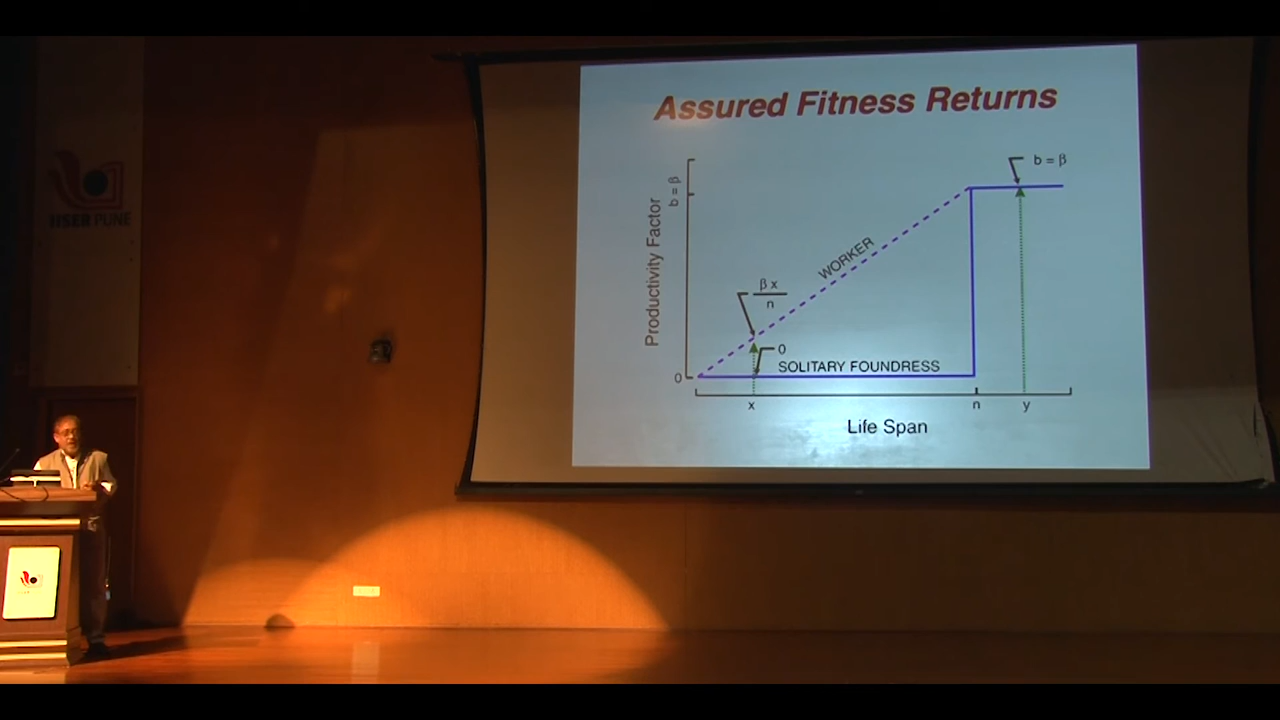 IISER PUNE
Assured Fitness Returns
b = β
b = β
Productivity Factor
WORKER
β x
n
0
SOLITARY FOUNDRESS
0
x
n
y
Life Span